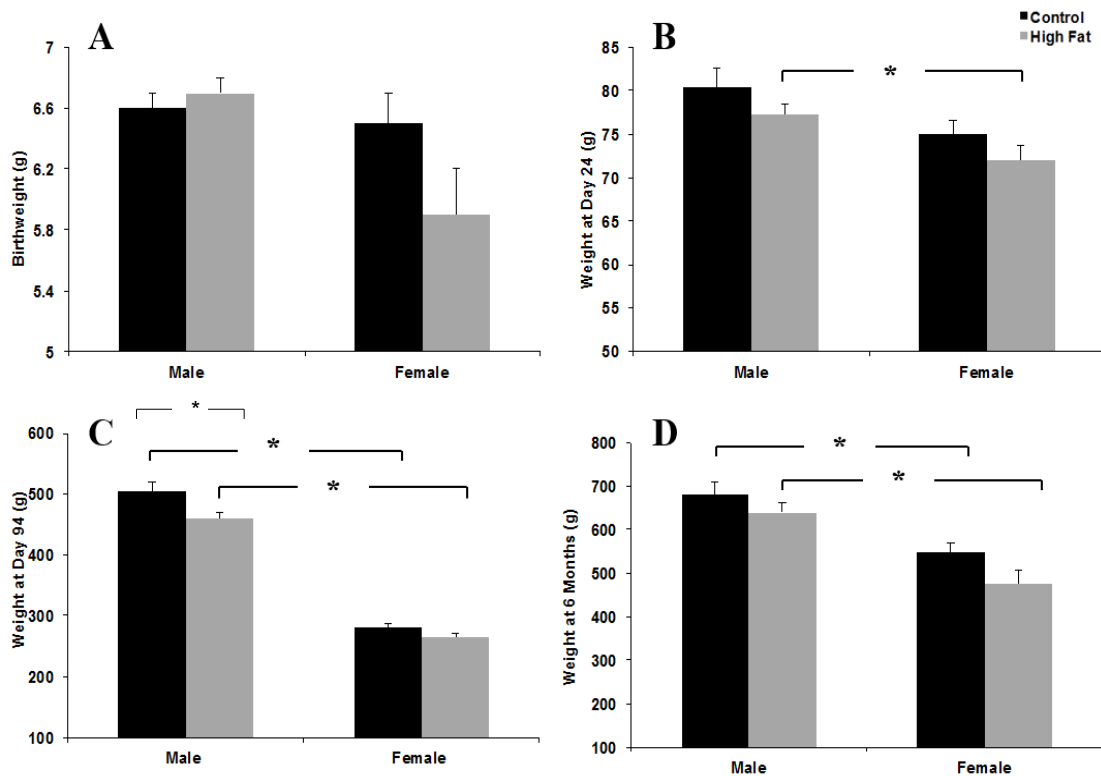 A
7
6.6
6.2
5.8
5.4
5
Birthweight (g)
Male Female
Control
High Fat
B
85
80
75
70
65
60
55
50
Weight at Day 24 (g)
*
Male Female
C
600
500
400
300
200
100
Weight at Day 94 (g)
*
*
*
Male Female
D
800
700
600
500
400
300
200
100
Weight at 6 Months (g)
*
*
Male Female